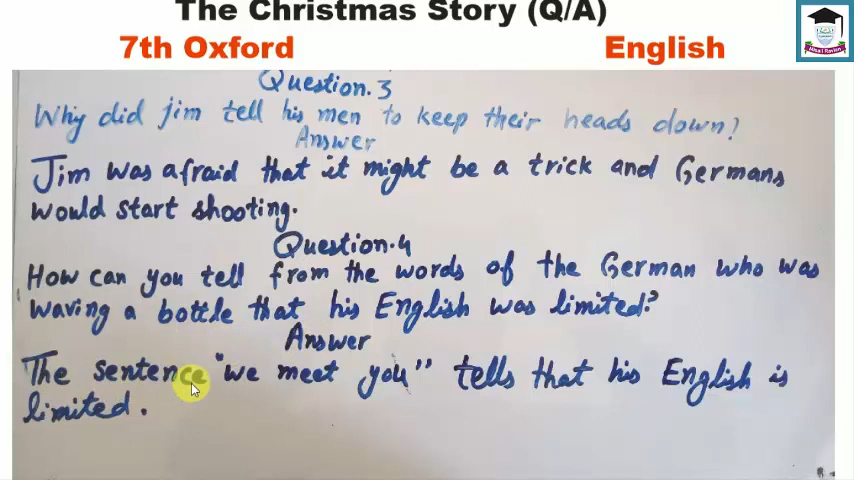 The Christmas Story (Q/A)
7th Oxford
English
Question.3
Why did jim tell his men to keep their heads down?
Answer
Jim was afraid that it might be a trick and Germans
would start shooting.
Question.4
How can you tell from the words of the German who was
waving a bottle that his English was limited?
Answer
The sentence "we meet you" tells that his English is
limited.